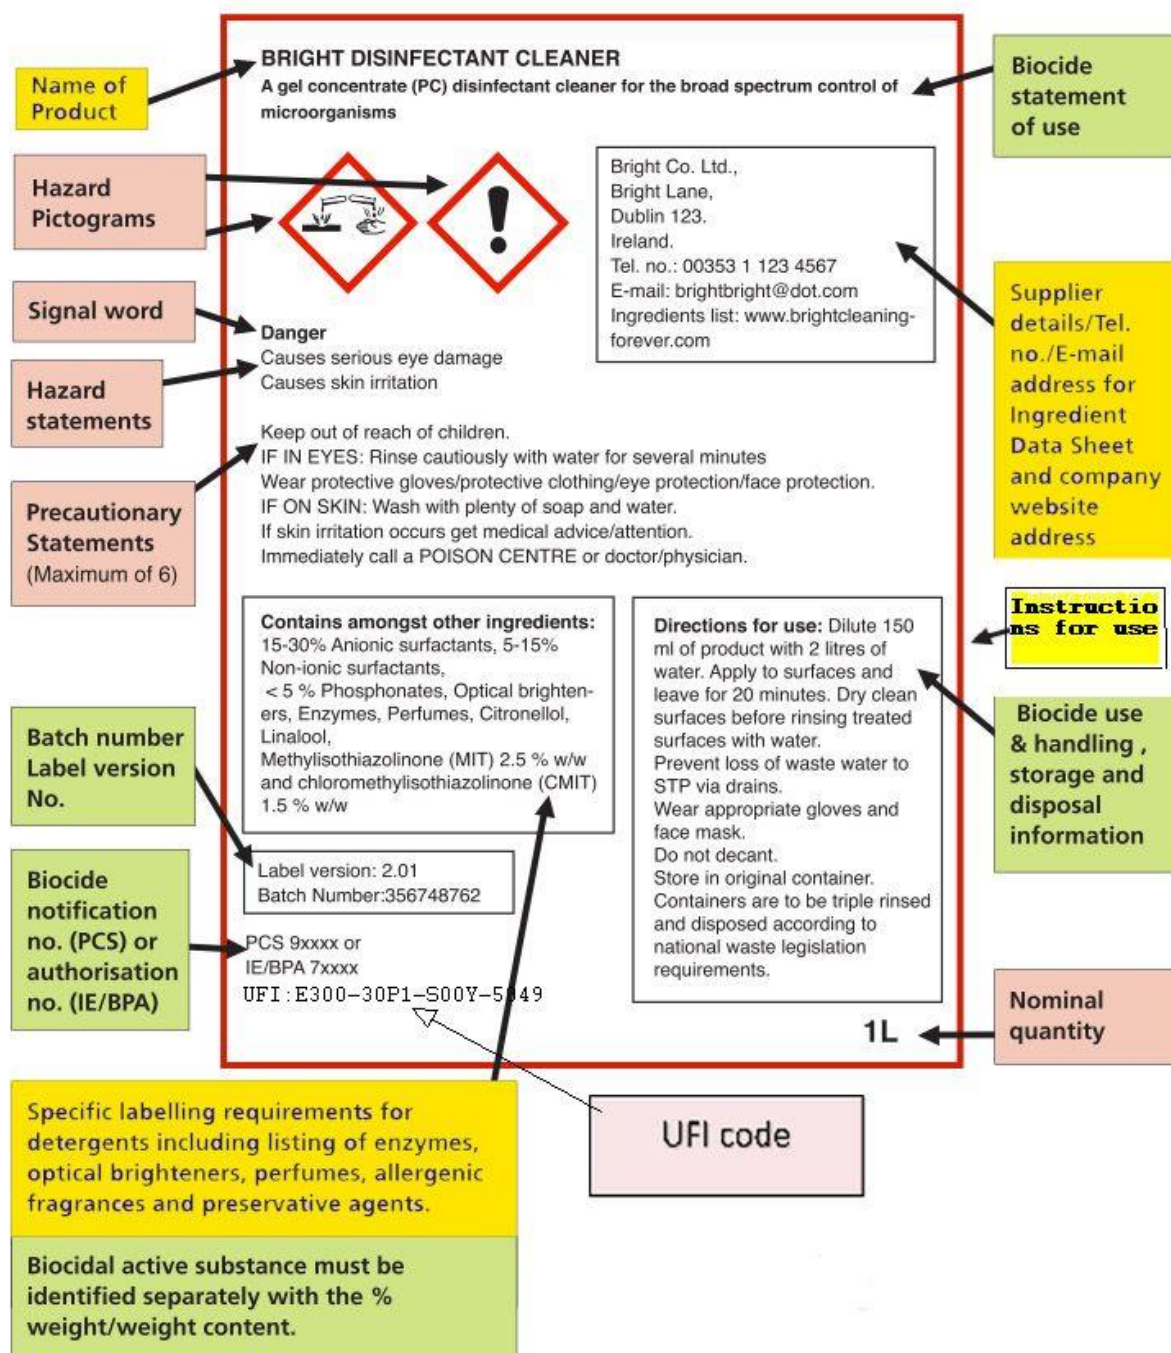 BRIGHT DISINFECTANT CLEANER
A gel concentrate (PC) disinfectant cleaner for the broad spectrum control of
microorganisms
Name of
Product
Biocide
statement
of use
Hazard
Pictograms
Bright Co. Ltd.,
Bright Lane,
Dublin 123.
Ireland.
Tel. no.: 00353 1 123 4567
E-mail: brightbright@dot.com
Ingredients list: www.brightcleaning-
forever.com
Supplier
details/Tel.
no./E-mail
address for
Ingredient
Data Sheet
and company
website
address
Signal word
Danger
Causes serious eye damage
Causes skin irritation
Hazard
statements
Keep out of reach of children.
IF IN EYES: Rinse cautiously with water for several minutes
Wear protective gloves/protective clothing/eye protection/face protection.
IF ON SKIN: Wash with plenty of soap and water.
If skin irritation occurs get medical advice/attention.
Immediately call a POISON CENTRE or doctor/physician.
Precautionary
Statements
(Maximum of 6)
Contains amongst other ingredients:
15-30% Anionic surfactants, 5-15%
Non-ionic surfactants,
< 5 % Phosphonates, Optical brighten-
ers, Enzymes, Perfumes, Citronellol,
Linalool,
Methylisothiazolinone (MIT) 2.5 % w/w
and chloromethylisothiazolinone (CMIT)
1.5 % w/w
Directions for use: Dilute 150
ml of product with 2 litres of
water. Apply to surfaces and
leave for 20 minutes. Dry clean
surfaces before rinsing treated
surfaces with water.
Prevent loss of waste water to
STP via drains.
Wear appropriate gloves and
face mask.
Do not decant.
Store in original container.
Containers are to be triple rinsed
and disposed according to
national waste legislation
requirements.
Instructio
ns for use
Biocide use
& handling ,
storage and
disposal
information
Batch number
Label version
No.
Label version: 2.01
Batch Number:356748762
Biocide
notification
no. (PCS) or
authorisation
no. (IE/BPA)
PCS 9xxxx or
IE/BPA 7xxxx
UFI:E300-30P1-S00Y-5049
1L
Nominal
quantity
UFI code
Specific labelling requirements for
detergents including listing of enzymes,
optical brighteners, perfumes, allergenic
fragrances and preservative agents.
Biocidal active substance must be
identified separately with the %
weight/weight content.